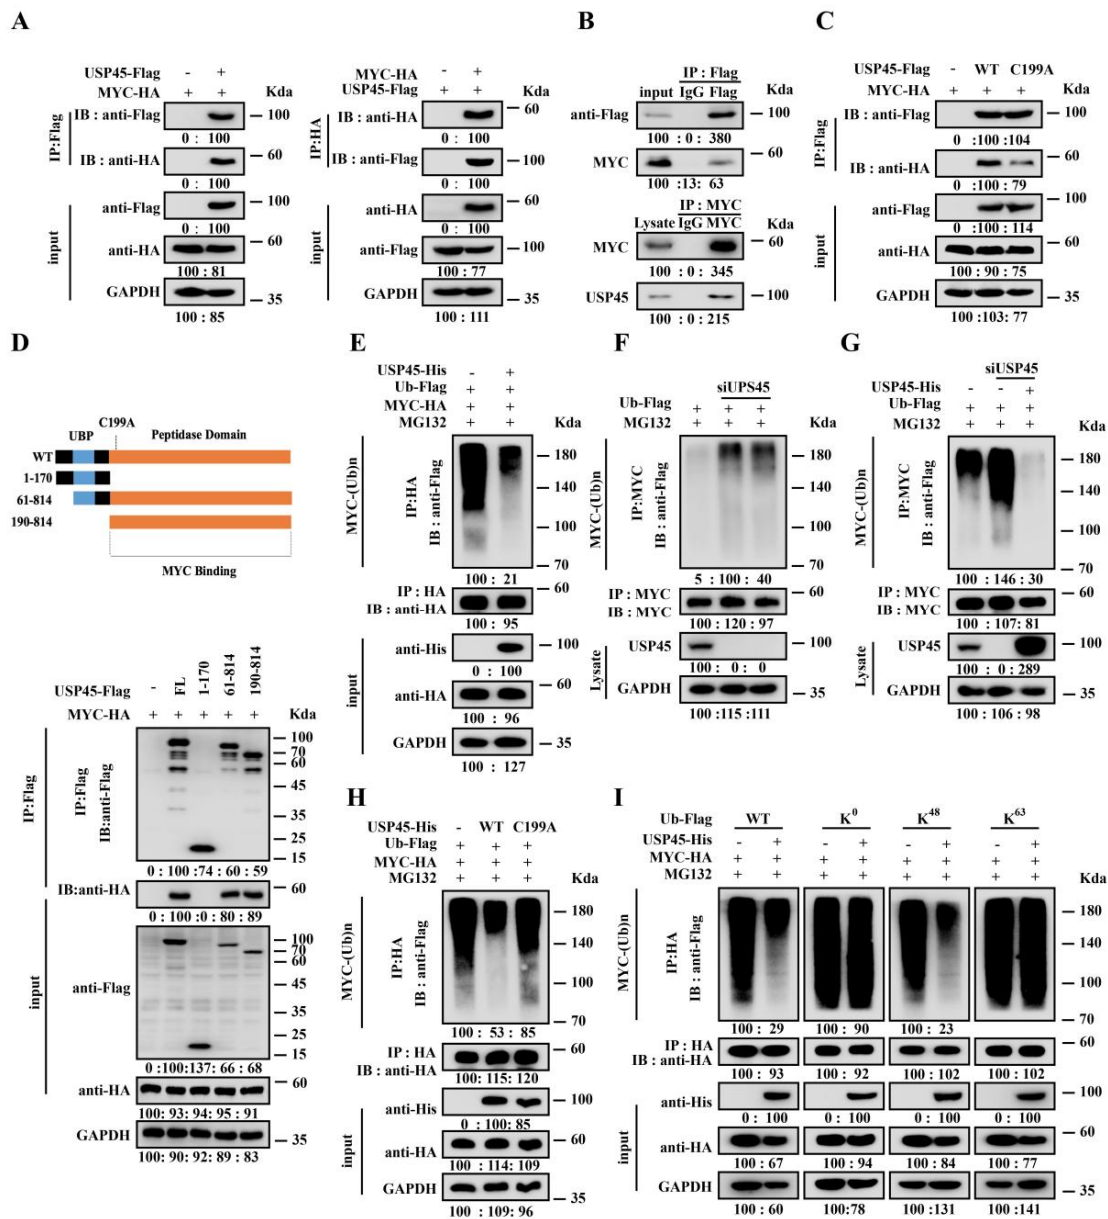 A
USP45-Flag - +
MYC-HA + + Kda
IP:Flag
IB : anti-Flag 100
0 : 100
IB : anti-HA 60
0 : 100
input
anti-Flag 100
0 : 100
anti-HA 60
100 : 81
GAPDH 35
100 : 85
MYC-HA - +
USP45-Flag + + Kda
IP:HA
IB : anti-HA 60
0 : 100
IB : anti-Flag 100
0 : 100
input
anti-HA 60
0 : 100
anti-Flag 100
100 : 77
GAPDH 35
100 : 111
B
IP : Flag
input IgG Flag Kda
anti-Flag 100
100 : 0 : 380
MYC 60
100 :13: 63
IP : MYC
Lysate IgG MYC Kda
MYC 60
100 : 0 : 345
USP45 100
100 : 0 : 215
C
USP45-Flag - WT C199A
MYC-HA + + + Kda
IP:Flag
IB : anti-Flag 100
0 :100 :104
IB : anti-HA 60
0 :100 : 79
input
anti-Flag 100
0 :100 : 114
anti-HA 60
100 : 90 : 75
GAPDH 35
100 :103: 77
D
C199A
UBP Peptidase Domain
WT
1-170
61-814
190-814
MYC Binding
USP45-Flag - FL 1-170 61-814 190-814
MYC-HA + + + + + Kda
IP:Flag
IP:Flag
IB:anti-Flag
100
70
60
45
35
25
15
0 : 100 :74 : 60 : 59
IB:anti-HA 60
0 : 100 :0 : 80 : 89
input
anti-Flag
100
70
45
35
25
15
0 :100:137: 66 : 68
anti-HA 60
100: 93: 94: 95 : 91
GAPDH 35
100: 90: 92: 89 : 83
E
USP45-His - +
Ub-Flag + +
MYC-HA + +
MG132 + + Kda
MYC-(Ub)n
IP:HA
IB : anti-Flag
180
140
100
70
100 : 21
IP : HA
IB : anti-HA
60
100 : 95
input
anti-His 100
0 : 100
anti-HA 60
100 : 96
GAPDH 35
100 : 127
F
siUPS45
Ub-Flag + + +
MG132 + + + Kda
MYC-(Ub)n
IP:MYC
IB : anti-Flag
180
140
100
70
5 : 100 : 40
IP : MYC
IB : MYC
60
100 : 120 : 97
Lysate
USP45 100
100 : 0 : 0
GAPDH 35
100 :115 : 111
G
siUSP45
USP45-His - - +
Ub-Flag + + +
MG132 + + + Kda
MYC-(Ub)n
IP:MYC
IB : anti-Flag
180
140
100
70
100 : 146 : 30
IP : MYC
IB : MYC
60
100 : 107: 81
Lysate
USP45 100
100 : 0 :289
GAPDH 35
100 : 106 : 98
H
USP45-His - WT C199A
Ub-Flag + + +
MYC-HA + + +
MG132 + + + Kda
MYC-(Ub)n
IP:HA
IB : anti-Flag
180
140
100
70
100 : 53 : 85
IP : HA
IB : anti-HA
60
100: 115: 120
input
anti-His 100
0 : 100: 85
anti-HA 60
100 : 114: 109
GAPDH 35
100 :109: 96
I
Ub-Flag WT K0 K48 K63
USP45-His - + - + - + - +
MYC-HA + + + + + + + +
MG132 + + + + + + + + Kda
MYC-(Ub)n
IP:HA
IB : anti-Flag
180
140
100
70
100 : 29 100 : 90 100 : 23
IP : HA
IB : anti-HA
60
100 : 93 100 : 92 100 : 102 100 : 102
input
anti-His 100
0 : 100 0 : 100 0 : 100 0 : 100
anti-HA 60
100 : 67 100 : 94 100 : 84 100 : 77
GAPDH 35
100 : 60 100:78 100 :131 100 : 141